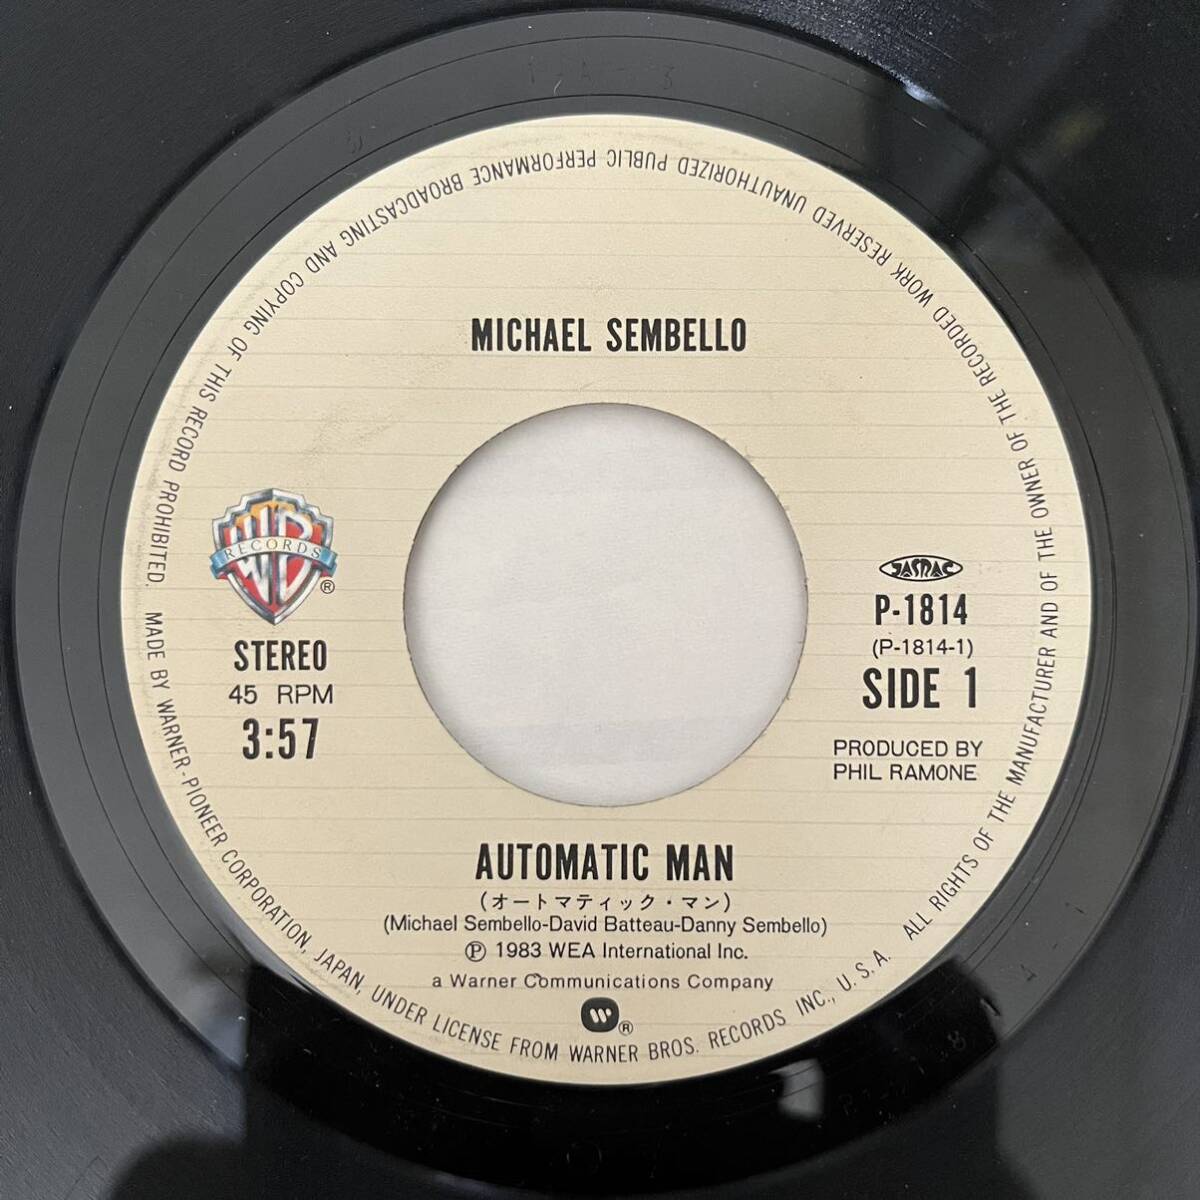 MICHAEL SEMBELLO
WB
RECORDS
®
STEREO
45 RPM
3:57
JASRAC
P-1814
(P-1814-1)
SIDE 1
PRODUCED BY
PHIL RAMONE
AUTOMATIC MAN
(オートマティック・マン)
(Michael Sembello-David Batteau-Danny Sembello)
Ⓟ 1983 WEA International Inc.
a Warner Communications Company
W®
MADE BY WARNER-PIONEER CORPORATION, JAPAN, UNDER LICENSE FROM WARNER BROS. RECORDS INC., U.S.A. ALL RIGHTS OF THE MANUFACTURER AND OF THE OWNER OF THE RECORDED WORK RESERVED UNAUTHORIZED PUBLIC PERFORMANCE BROADCASTING AND COPYING OF THIS RECORD PROHIBITED.